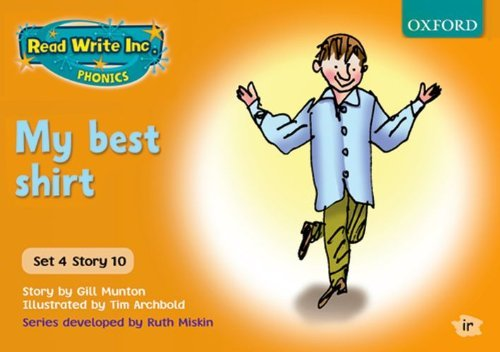 Read Write Inc.
PHONICS
OXFORD
My best
shirt
Set 4 Story 10
Story by Gill Munton
Illustrated by Tim Archbold
Series developed by Ruth Miskin
ir